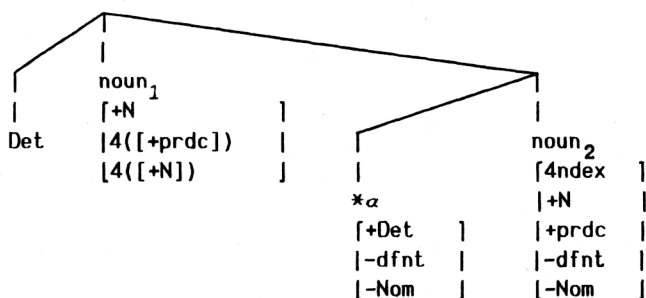 noun1
⌈+N ⌉
Det |4([+prdc]) |
⌊4([+N]) ⌋ noun2
⌈4ndex ⌉
*α |+N |
⌈+Det ⌉ |+prdc |
|-dfnt | |-dfnt |
|-Nom | |-Nom |